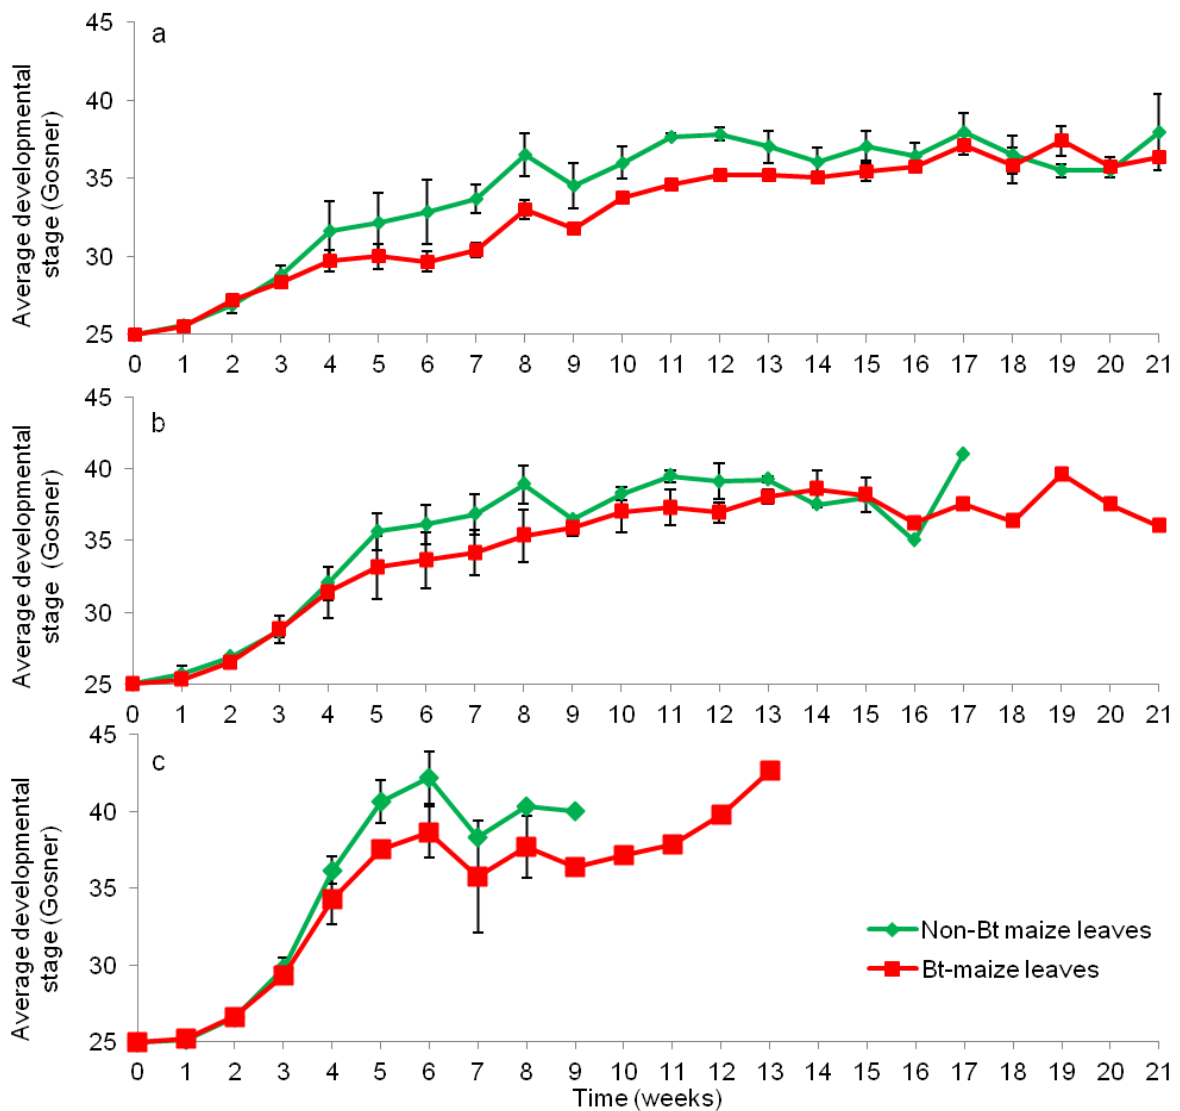 a
Average developmental
stage (Gosner)
45
40
35
30
25
0 1 2 3 4 5 6 7 8 9 10 11 12 13 14 15 16 17 18 19 20 21
b
Average developmental
stage (Gosner)
45
40
35
30
25
0 1 2 3 4 5 6 7 8 9 10 11 12 13 14 15 16 17 18 19 20 21
c
Average developmental
stage (Gosner)
45
40
35
30
25
Non-Bt maize leaves
Bt-maize leaves
0 1 2 3 4 5 6 7 8 9 10 11 12 13 14 15 16 17 18 19 20 21
Time (weeks)